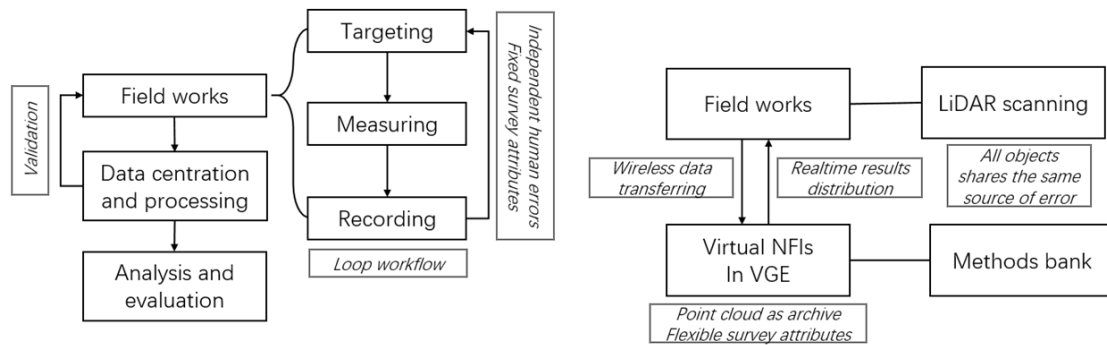 Validation
Field works
Data centration
and processing
Analysis and
evaluation
Targeting
Measuring
Recording
Loop workflow
Independent human errors
Fixed survey attributes
Field works
LiDAR scanning
Wireless data
transferring
Realtime results
distribution
All objects
shares the same
source of error
Virtual NFIs
In VGE
Methods bank
Point cloud as archive
Flexible survey attributes